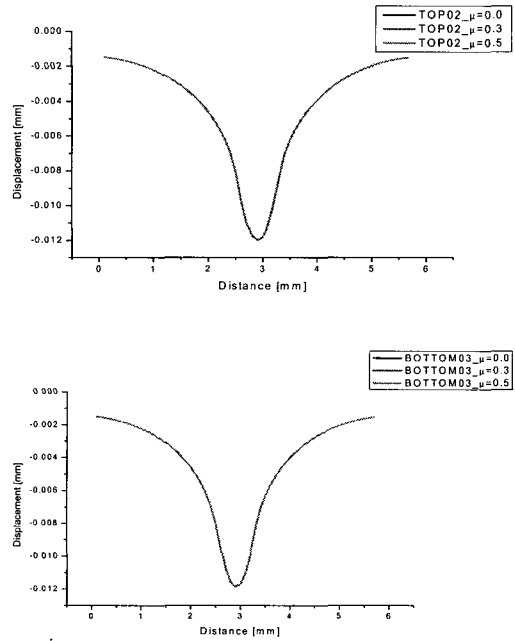 TOP02_μ=0.0
TOP02_μ=0.3
TOP02_μ=0.5
0.000
-0.002
-0.004
-0.006
-0.008
-0.010
-0.012
Displacement [mm]
0 1 2 3 4 5 6
Distance [mm]
BOTTOM03_μ=0.0
BOTTOM03_μ=0.3
BOTTOM03_μ=0.5
0.000
-0.002
-0.004
-0.006
-0.008
-0.010
-0.012
Displacement [mm]
0 1 2 3 4 5 6
Distance [mm]